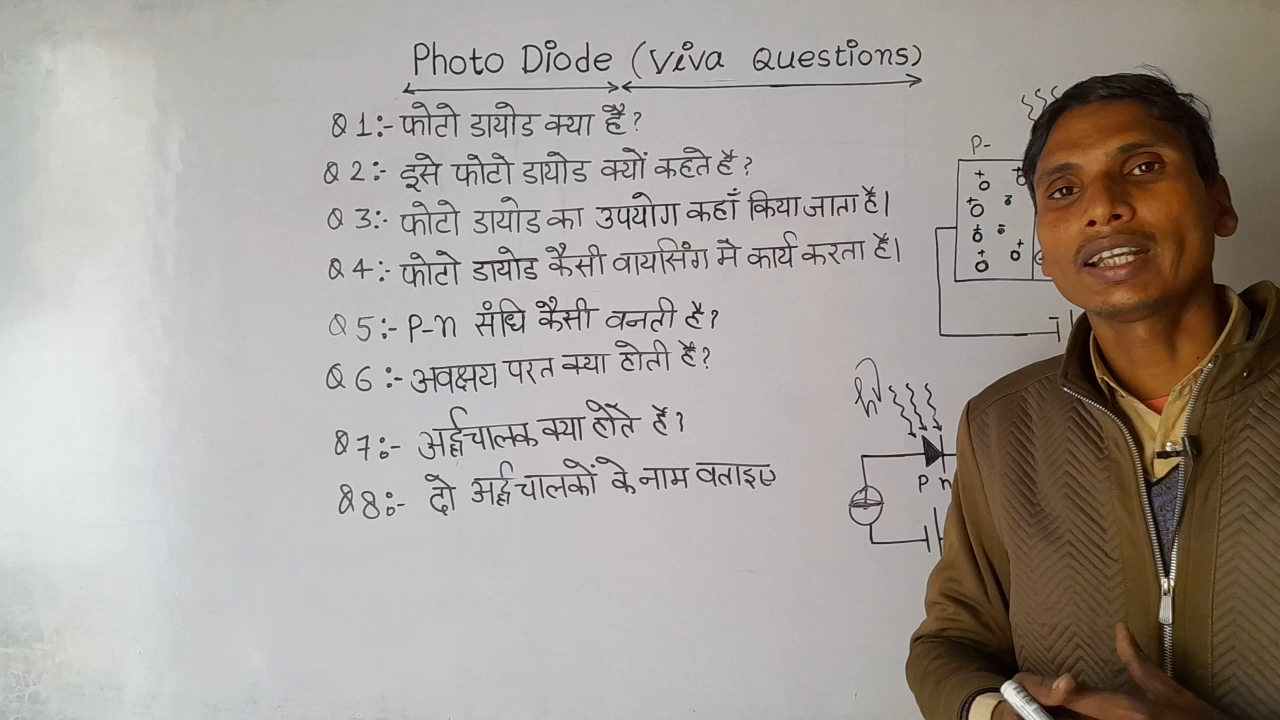 Photo Diode (Viva Questions)
Q 1:- फोटो डायोड क्या है?
Q 2:- इसे फोटो डायोड क्यों कहते है?
Q 3:- फोटो डायोड का उपयोग कहाँ किया जाता है।
Q 4:- फोटो डायोड कैसी वायसिंग मे कार्य करता है।
Q 5:- P-n संधि कैसी वनती है?
Q 6:- अवक्षय परत क्या होती है?
Q 7:- अर्द्धचालक क्या होते है?
Q 8:- दो अर्द्धचालकों के नाम वताइए
P-
P n